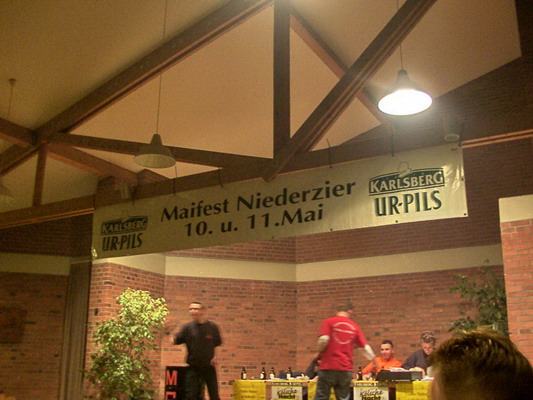 Maifest Niederzier
10. u. 11.Mai
KARLSBERG
UR-PILS
KARLSBERG
UR-PILS